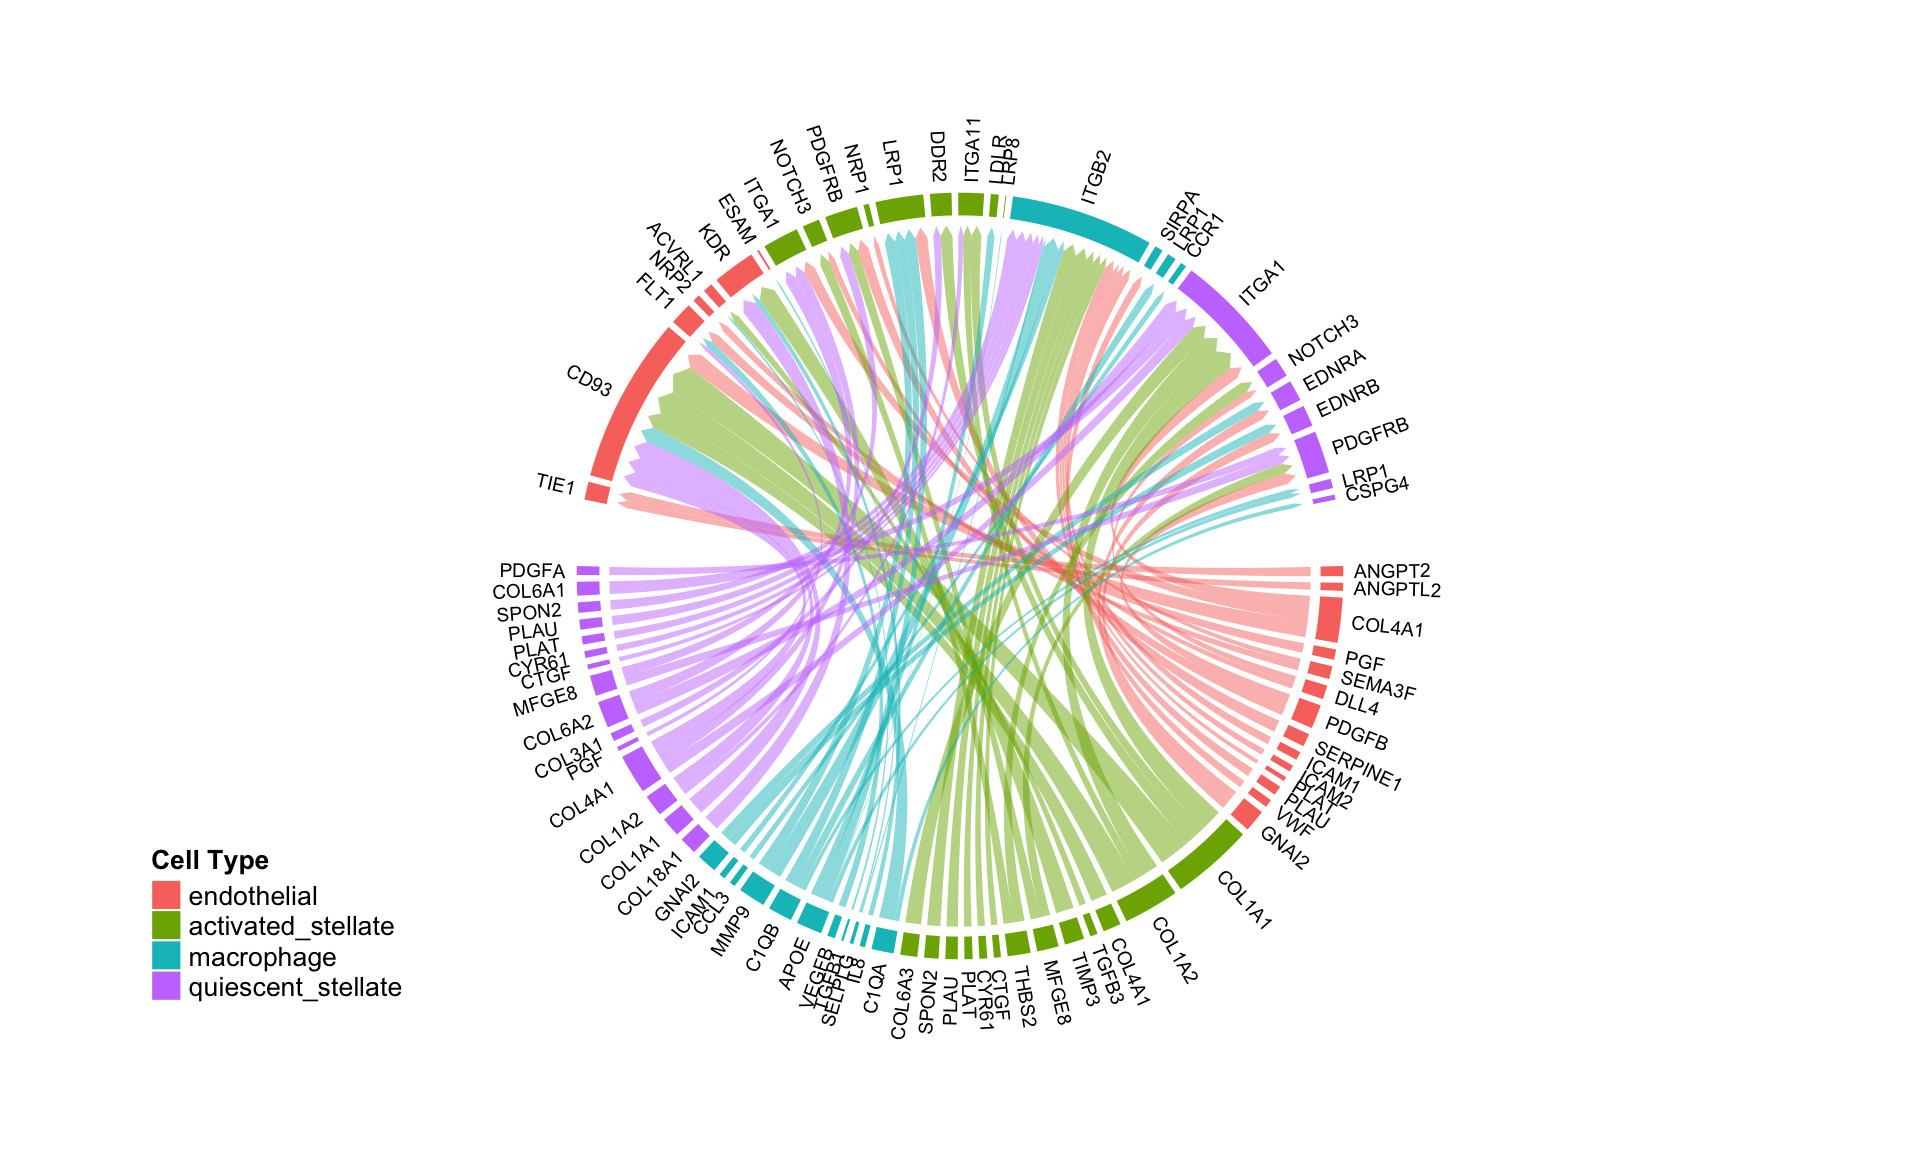 TIE1
CD93
FLT1
NRP2
ACVRL1
KDR
ESAM
ITGA1
NOTCH3
PDGFRB
NRP1
LRP1
DDR2
ITGA11
LDLR
LRP8
ITGB2
SIRPA
LRP1
CCR1
ITGA1
NOTCH3
EDNRA
EDNRB
PDGFRB
LRP1
CSPG4
ANGPT2
ANGPTL2
COL4A1
PGF
SEMA3F
DLL4
PDGFB
SERPINE1
ICAM1
ICAM2
PLAT
PLAU
VWF
GNAI2
COL1A1
COL1A2
COL4A1
TGFB3
TIMP3
MFGE8
THBS2
CTGF
CYR61
PLAT
PLAU
SPON2
COL6A3
C1QA
IL8
SELPLG
TGFB1
VEGFB
APOE
C1QB
MMP9
CCL3
ICAM1
GNAI2
COL18A1
COL1A1
COL1A2
COL4A1
PGF
COL3A1
COL6A2
MFGE8
CTGF
CYR61
PLAT
PLAU
SPON2
COL6A1
PDGFA
Cell Type
endothelial
activated_stellate
macrophage
quiescent_stellate